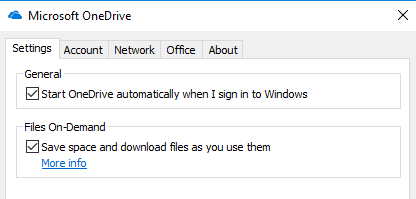 Microsoft OneDrive
Settings Account Network Office About
General
Start OneDrive automatically when I sign in to Windows
Files On-Demand
Save space and download files as you use them
More info